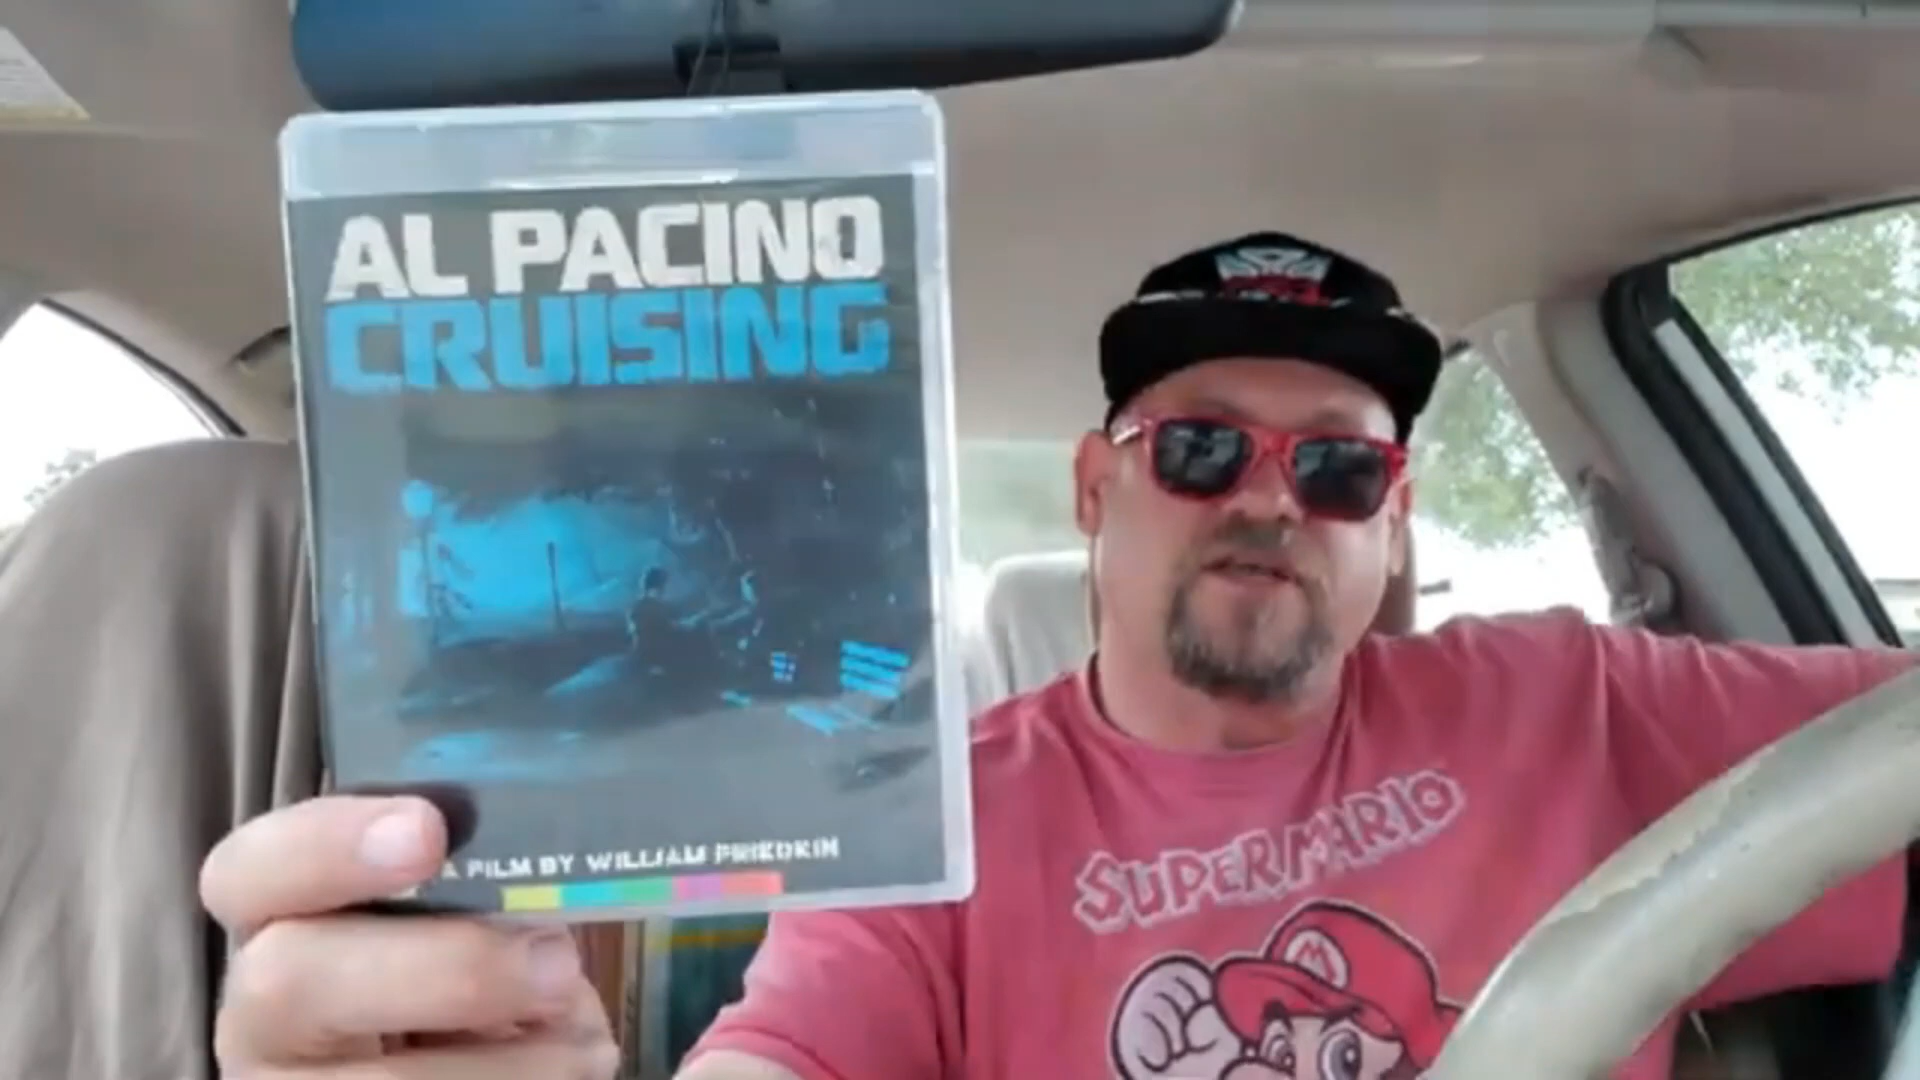 AL PACINO
CRUISING
A FILM BY WILLIAM FRIEDKIN
SUPER MARIO
M